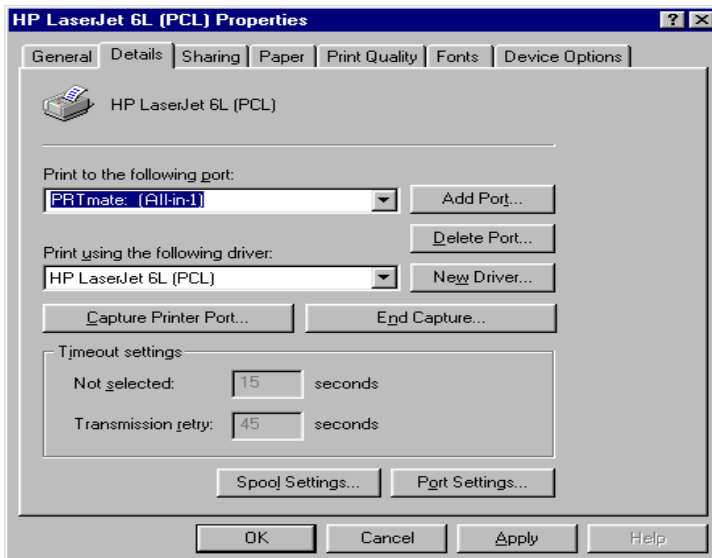 HP LaserJet 6L (PCL) Properties
General Details Sharing Paper Print Quality Fonts Device Options
HP LaserJet 6L (PCL)
Print to the following port:
PRTmate: (All-in-1) Add Port...
Delete Port...
Print using the following driver:
HP LaserJet 6L (PCL) New Driver...
Capture Printer Port... End Capture...
Timeout settings
Not selected: 15 seconds
Transmission retry: 45 seconds
Spool Settings... Port Settings...
OK Cancel Apply Help